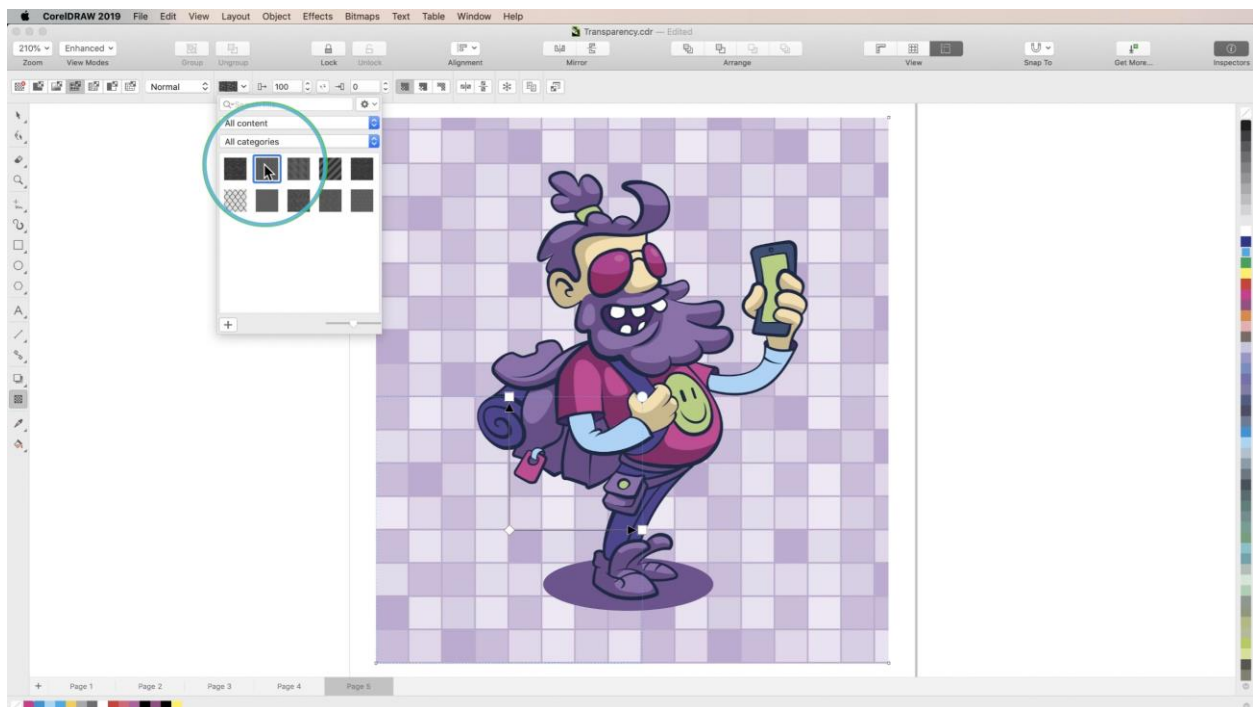 CorelDRAW 2019 File Edit View Layout Object Effects Bitmaps Text Table Window Help
Transparency.cdr — Edited
210% Enhanced
Zoom View Modes Group Ungroup Lock Unlock Alignment Mirror Arrange View Snap To Get More... Inspectors
Normal 100 0
All content
All categories
+ Page 1 Page 2 Page 3 Page 4 Page 5